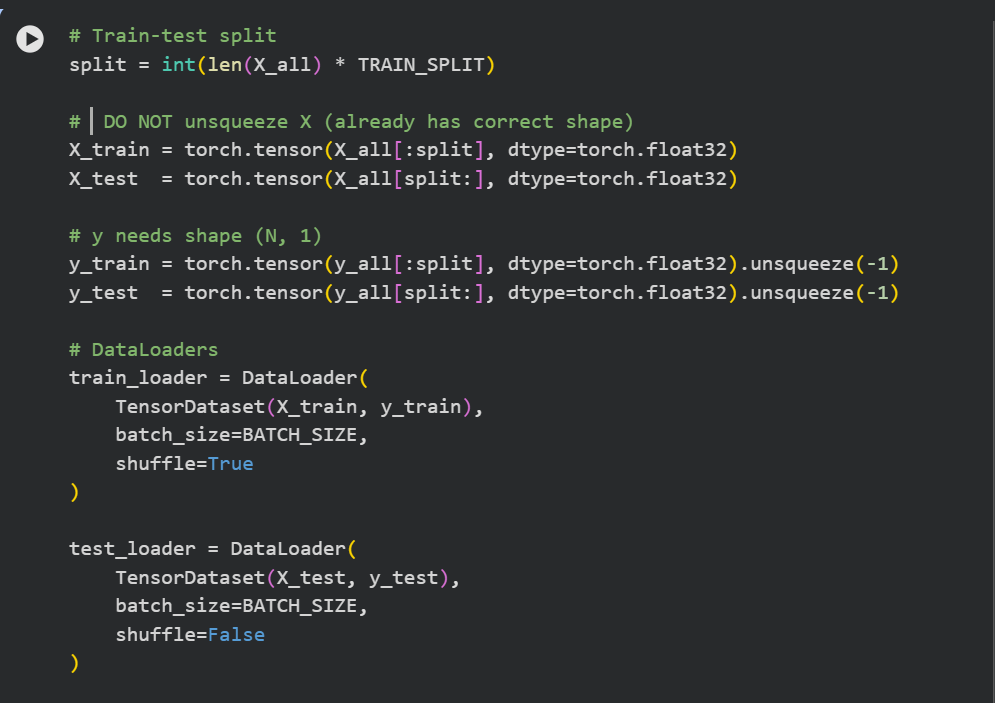 # Train-test split
split = int(len(X_all) * TRAIN_SPLIT)
# DO NOT unsqueeze X (already has correct shape)
X_train = torch.tensor(X_all[:split], dtype=torch.float32)
X_test  = torch.tensor(X_all[split:], dtype=torch.float32)
# y needs shape (N, 1)
y_train = torch.tensor(y_all[:split], dtype=torch.float32).unsqueeze(-1)
y_test  = torch.tensor(y_all[split:], dtype=torch.float32).unsqueeze(-1)
# DataLoaders
train_loader = DataLoader(
    TensorDataset(X_train, y_train),
    batch_size=BATCH_SIZE,
    shuffle=True
)
test_loader = DataLoader(
    TensorDataset(X_test, y_test),
    batch_size=BATCH_SIZE,
    shuffle=False
)